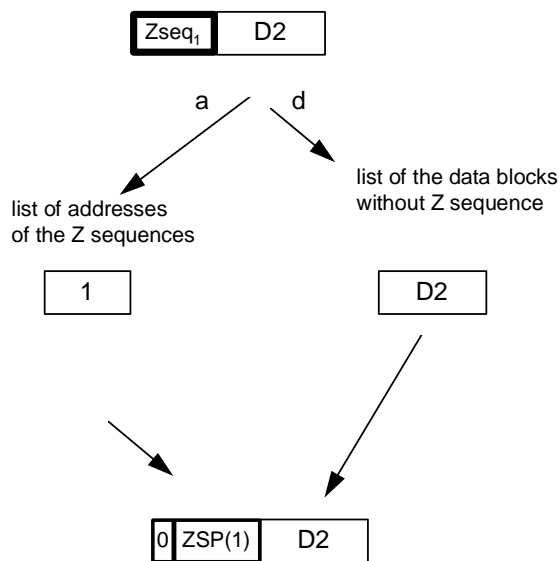 Zseq₁ D2
a d
list of the data blocks
without Z sequence
list of addresses
of the Z sequences
1 D2
0 ZSP(1) D2